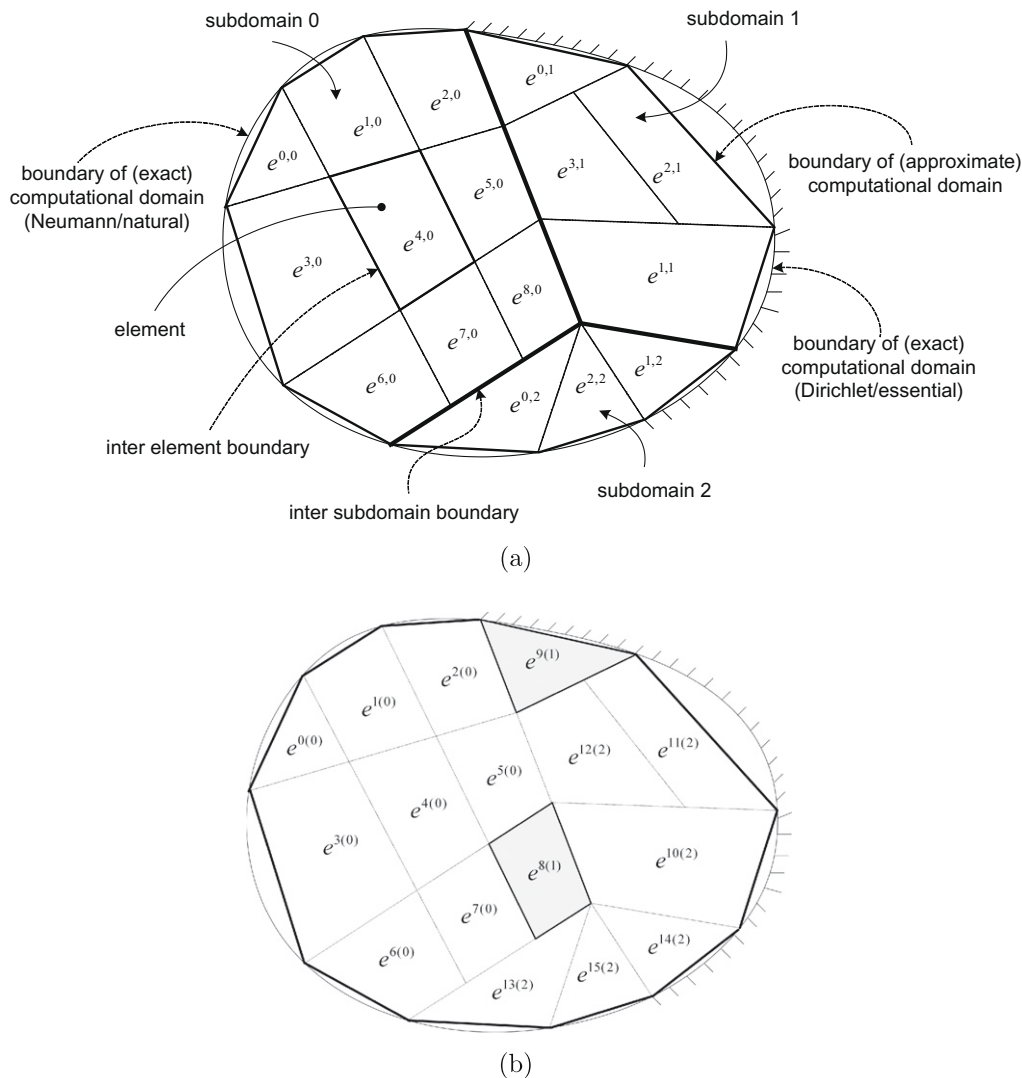 subdomain 0
subdomain 1
e^{0,1}
e^{2,0}
e^{1,0}
e^{0,0}
e^{3,1}
e^{2,1}
boundary of (exact)
computational domain
(Neumann/natural)
boundary of (approximate)
computational domain
e^{5,0}
e^{4,0}
e^{3,0}
e^{1,1}
e^{8,0}
element
e^{7,0}
boundary of (exact)
computational domain
(Dirichlet/essential)
e^{6,0}
e^{0,2}
e^{2,2}
e^{1,2}
inter element boundary
subdomain 2
inter subdomain boundary
(a)
e^{9(1)}
e^{2(0)}
e^{1(0)}
e^{0(0)}
e^{12(2)}
e^{11(2)}
e^{5(0)}
e^{4(0)}
e^{3(0)}
e^{10(2)}
e^{8(1)}
e^{7(0)}
e^{6(0)}
e^{14(2)}
e^{15(2)}
e^{13(2)}
(b)